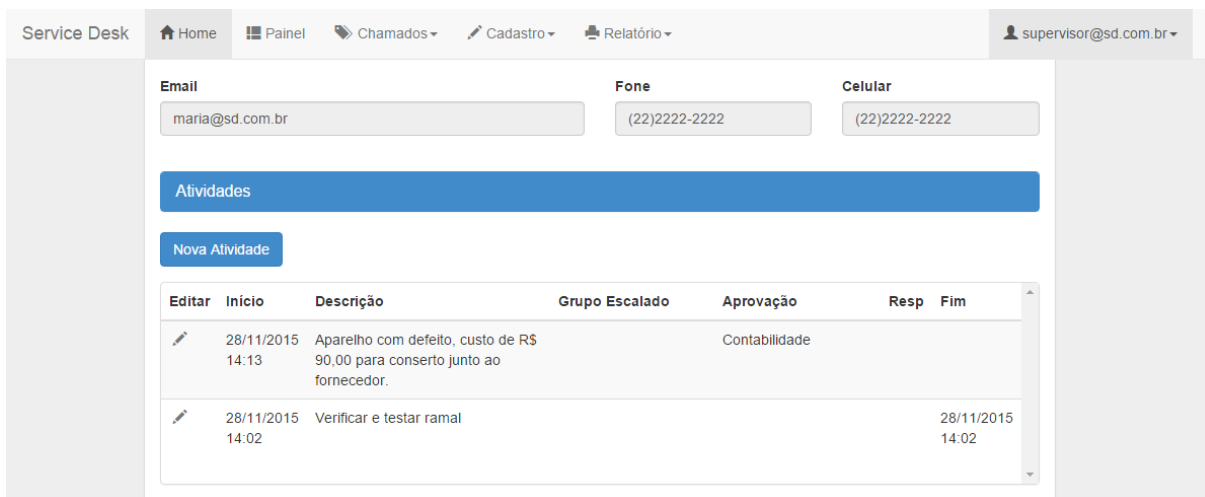 Service Desk Home Painel Chamados Cadastro Relatório supervisor@sd.com.br
Email Fone Celular
maria@sd.com.br (22)2222-2222 (22)2222-2222
Atividades
Nova Atividade
Editar Início Descrição Grupo Escalado Aprovação Resp Fim
28/11/2015 Aparelho com defeito, custo de R$ Contabilidade
14:13 90,00 para conserto junto ao
fornecedor.
28/11/2015 Verificar e testar ramal 28/11/2015
14:02 14:02